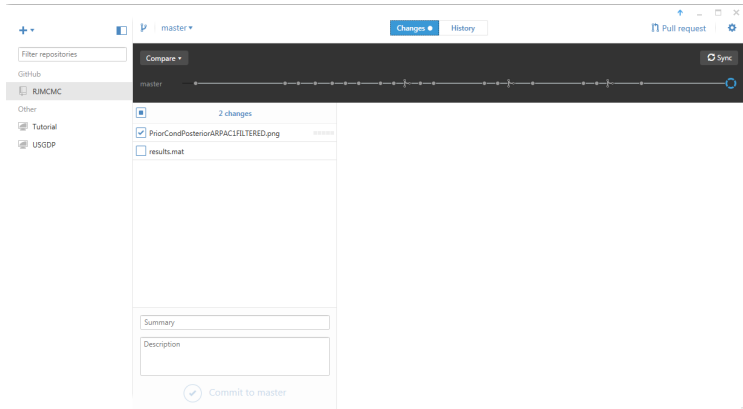 master
Changes
History
Pull request
Filter repositories
GitHub
RJMCMC
Other
Tutorial
USGDP
Compare
Sync
master
2 changes
PriorCondPosteriorARPAC1FILTERED.png
results.mat
Summary
Description
Commit to master